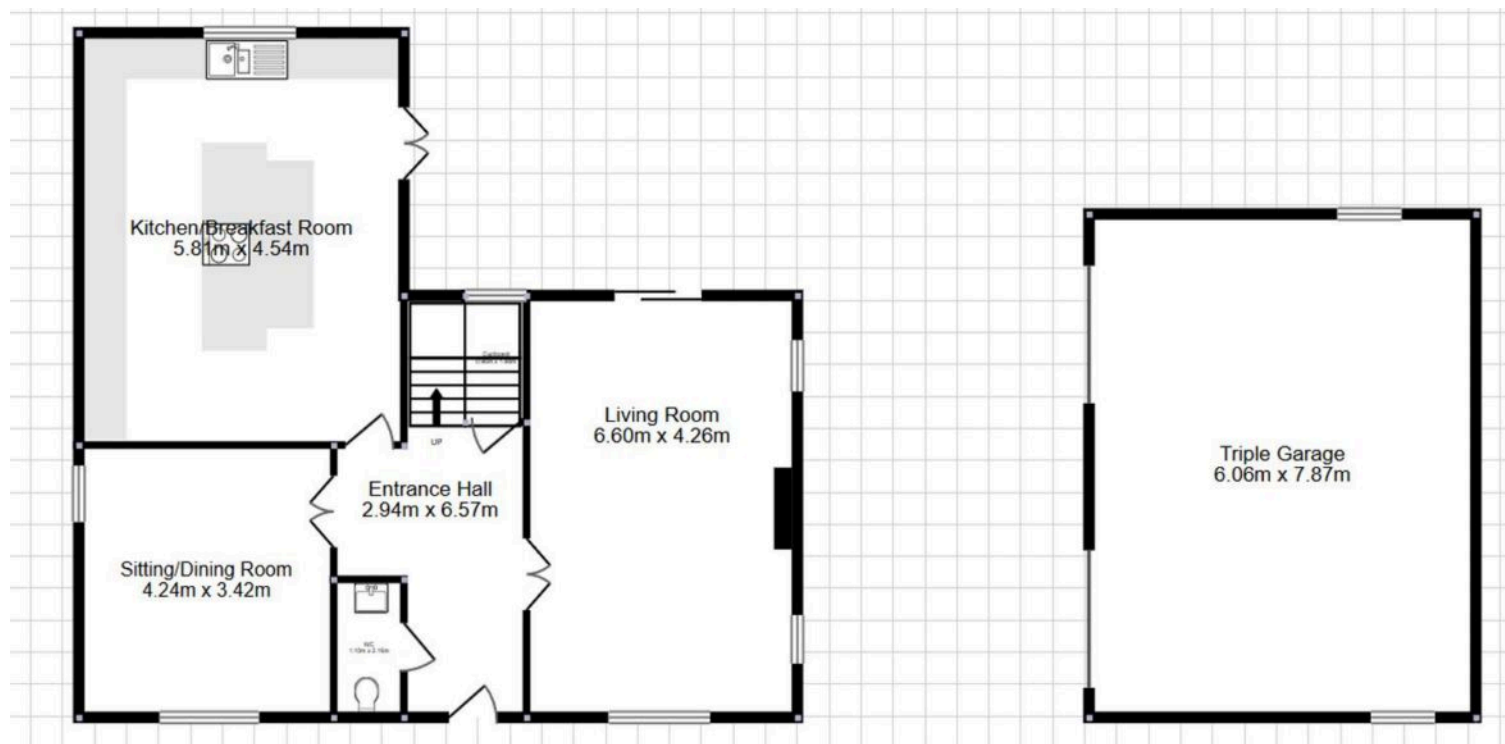 Kitchen/Breakfast Room
5.81m x 4.54m
Living Room
6.60m x 4.26m
UP
Triple Garage
6.06m x 7.87m
Entrance Hall
2.94m x 6.57m
Sitting/Dining Room
4.24m x 3.42m
WC